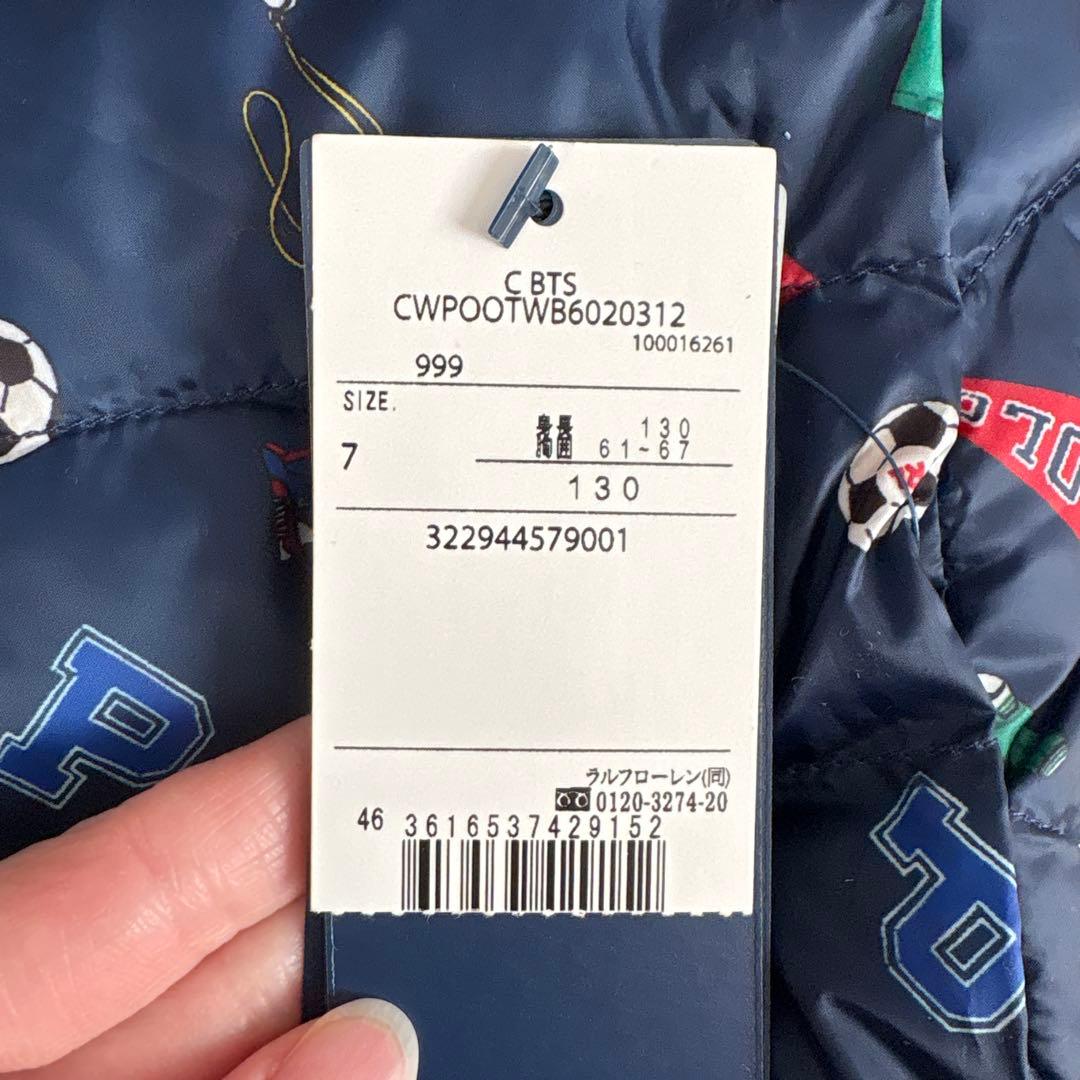 C BTS
CWPOOTWB6020312
100016261
999
SIZE.
7
身長 130
胸囲 61~67
130
322944579001
ラルフローレン(同)
0120-3274-20
46 3616537429152
P
P